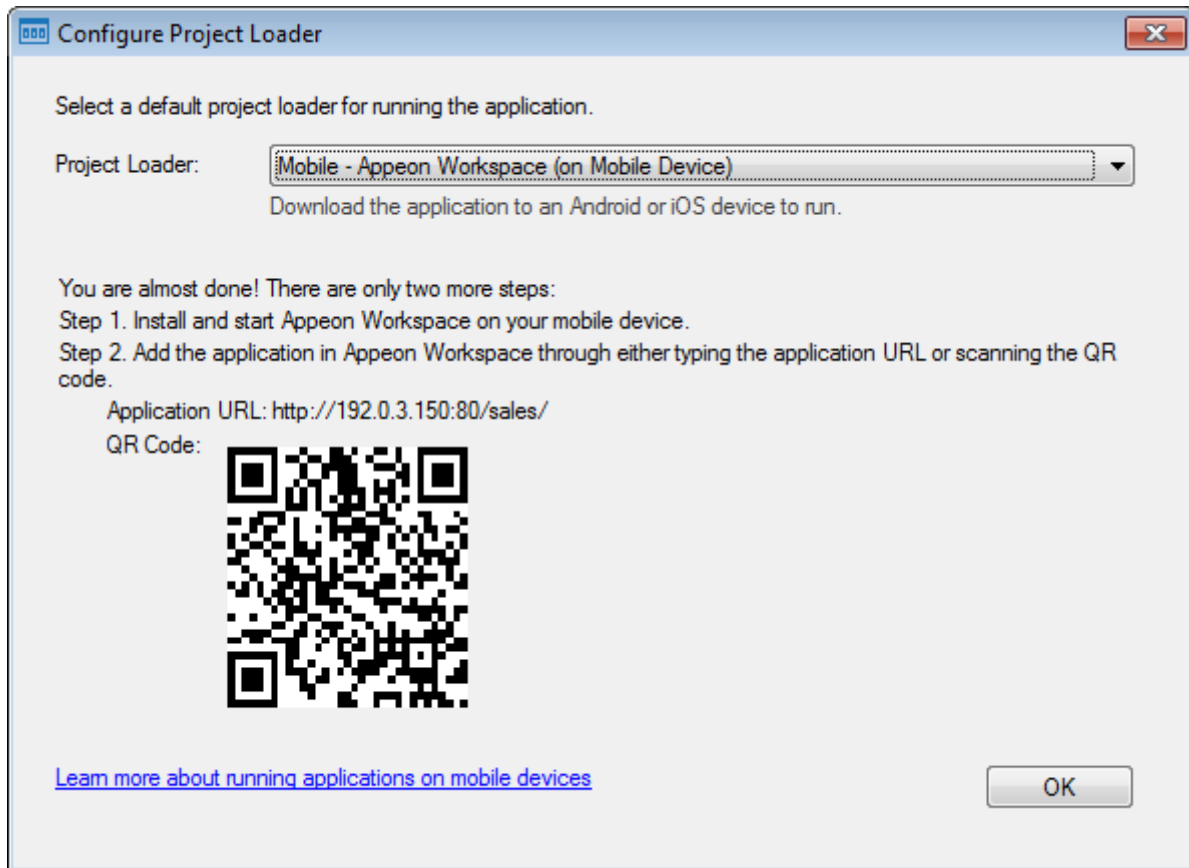 Configure Project Loader
Select a default project loader for running the application.
Project Loader: Mobile - Appeon Workspace (on Mobile Device)
Download the application to an Android or iOS device to run.
You are almost done! There are only two more steps:
Step 1. Install and start Appeon Workspace on your mobile device.
Step 2. Add the application in Appeon Workspace through either typing the application URL or scanning the QR
code.
Application URL: http://192.0.3.150:80/sales/
QR Code:
Learn more about running applications on mobile devices
OK